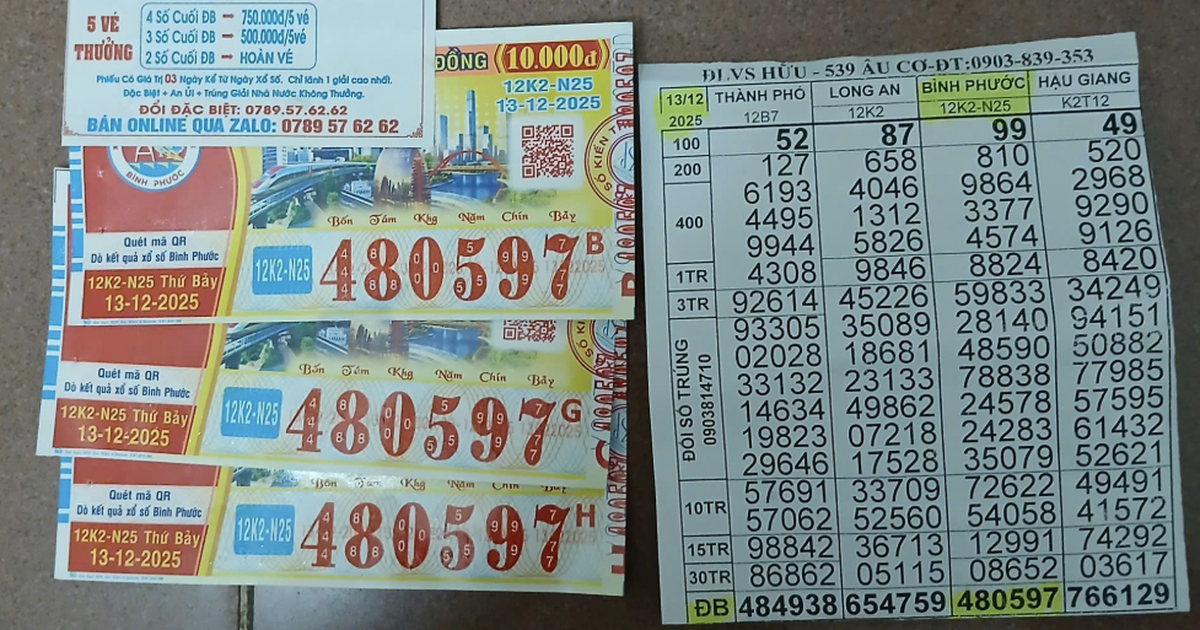 5 VÉ
THƯỞNG
4 Số Cuối ĐB ➡ 750.000đ/5 vé
3 Số Cuối ĐB ➡ 500.000đ/5vé
2 Số Cuối ĐB ➡ HOÀN VÉ
Phiếu Có Giá Trị 03 Ngày Kể Từ Ngày Xổ Số. Chỉ lãnh 1 giải cao nhất.
Đặc Biệt + An Ủi + Trúng Giải Nhà Nước Không Thưởng.
ĐỔI ĐẶC BIỆT: 0789.57.62.62
BÁN ONLINE QUA ZALO: 0789 57 62 62
ĐỒNG 10.000đ
12K2-N25
13-12-2025
BÌNH PHƯỚC
Bốn Tám Khg Năm Chín Bảy
Quét mã QR
Dò kết quả xổ số Bình Phước
12K2-N25 Thứ Bảy
13-12-2025
12K2-N25 480597 B
Bốn Tám Khg Năm Chín Bảy
Quét mã QR
Dò kết quả xổ số Bình Phước
12K2-N25 Thứ Bảy
13-12-2025
12K2-N25 480597 G
Bốn Tám Khg Năm Chín Bảy
Quét mã QR
Dò kết quả xổ số Bình Phước
12K2-N25 Thứ Bảy
13-12-2025
12K2-N25 480597 H
ĐLVS HỮU - 539 ÂU CƠ-ĐT:0903-839-353
13/12 THÀNH PHÓ LONG AN BÌNH PHƯỚC HẬU GIANG
2025 12B7 12K2 12K2-N25 K2T12
100 52 87 99 49
200 127 658 810 520
6193 4046 9864 2968
400 4495 1312 3377 9290
9944 5826 4574 9126
1TR 4308 9846 8824 8420
3TR 92614 45226 59833 34249
ĐỔI SỐ TRÚNG
0903814710
93305 35089 28140 94151
02028 18681 48590 50882
33132 23133 78838 77985
14634 49862 24578 57595
19823 07218 24283 61432
29646 17528 35079 52621
10TR 57691 33709 72622 49491
57062 52560 54058 41572
15TR 98842 36713 12991 74292
30TR 86862 05115 08652 03617
ĐB 484938 654759 480597 766129